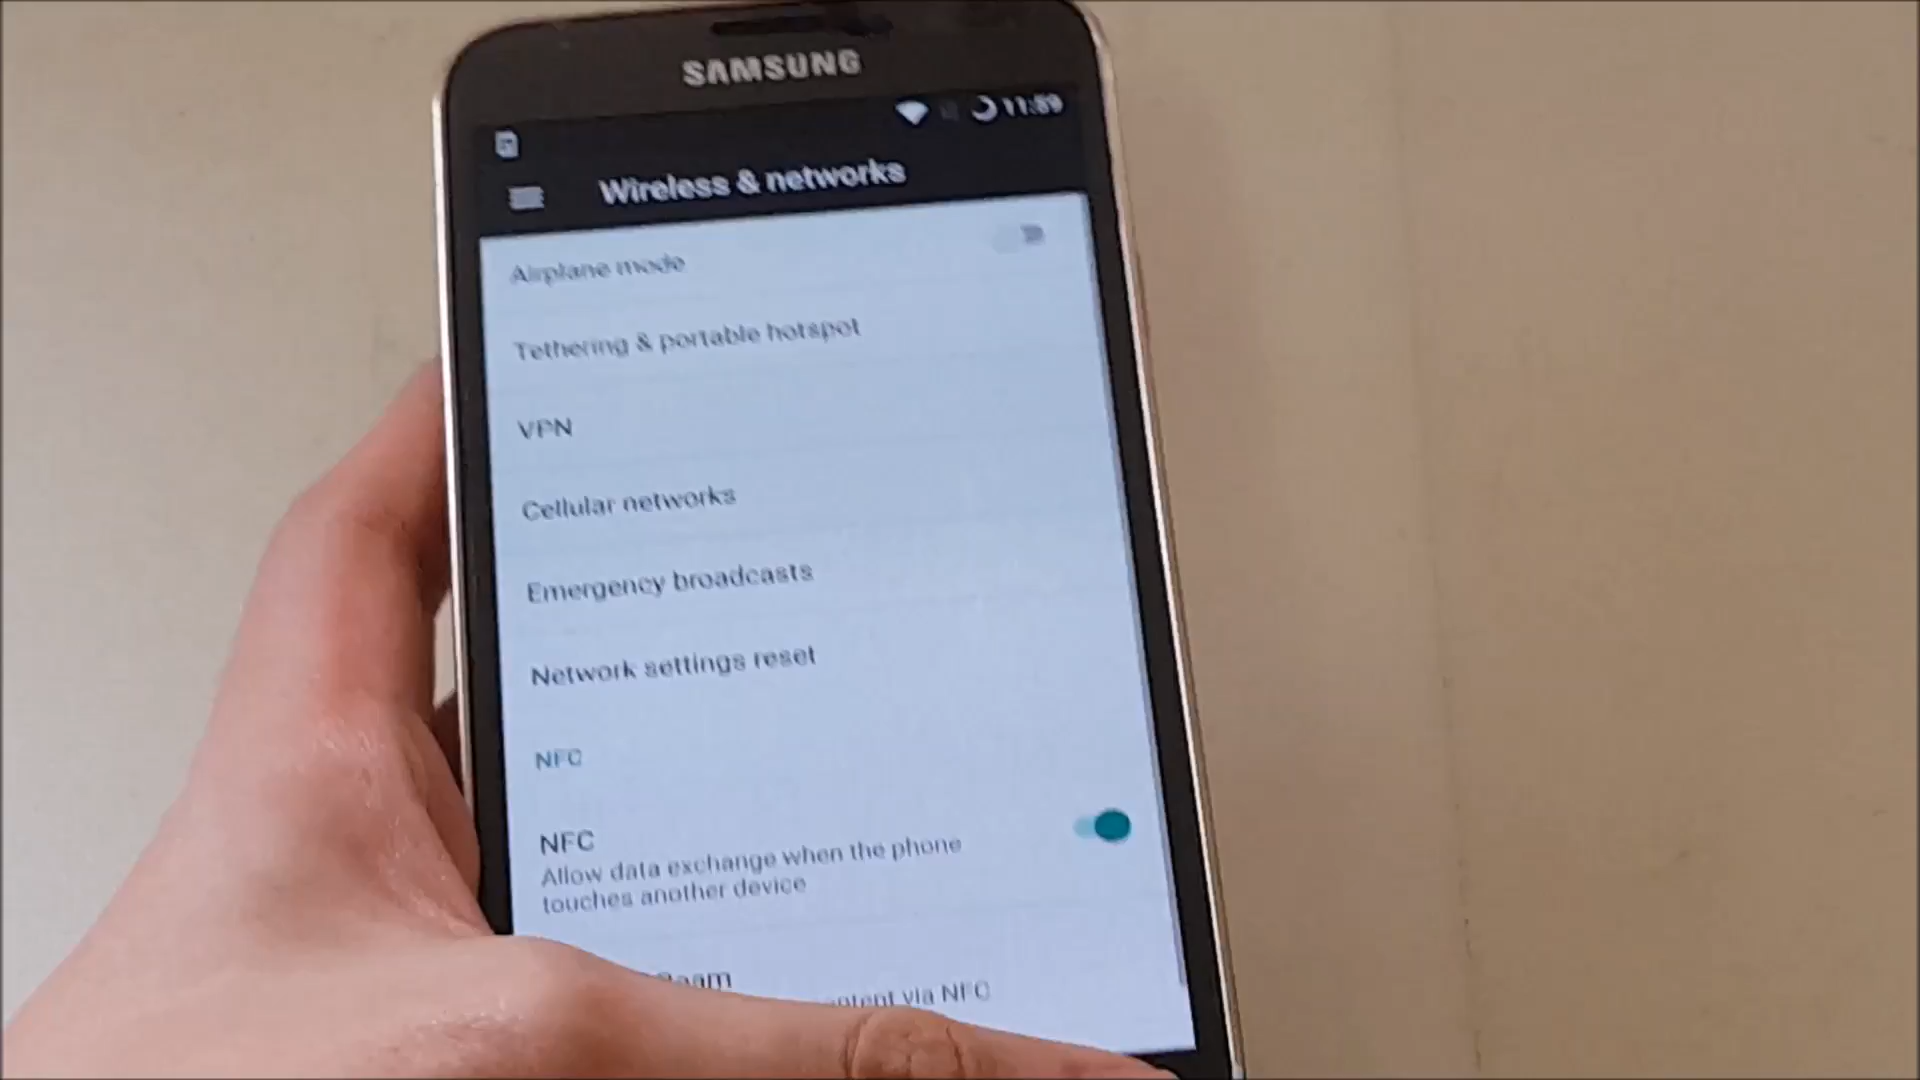 SAMSUNG
11:59
Wireless & networks
Airplane mode
Tethering & portable hotspot
VPN
Cellular networks
Emergency broadcasts
Network settings reset
NFC
NFC
Allow data exchange when the phone
touches another device
via NFC